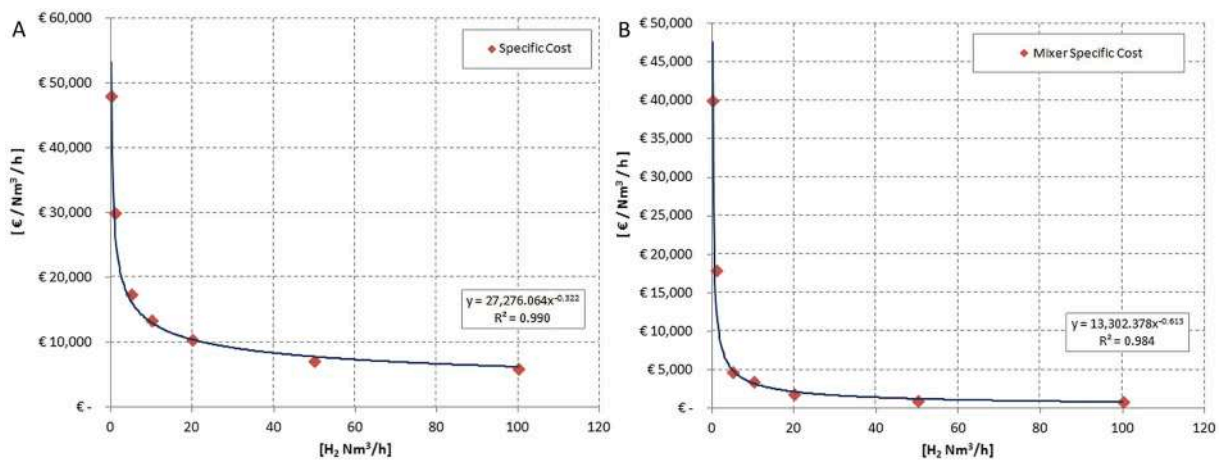 A
€ 60,000
€ 50,000
€ 40,000
€ 30,000
€ 20,000
€ 10,000
€ -
[ € / Nm³ / h ]
Specific Cost
y = 27,276.064x⁻⁰·³²²
R² = 0.990
0 20 40 60 80 100 120
[H₂ Nm³/h]
B
€ 50,000
€ 45,000
€ 40,000
€ 35,000
€ 30,000
€ 25,000
€ 20,000
€ 15,000
€ 10,000
€ 5,000
€ -
[ € / Nm³ / h ]
Mixer Specific Cost
y = 13,302.378x⁻⁰·⁶¹³
R² = 0.984
0 20 40 60 80 100 120
[H₂ Nm³/h]